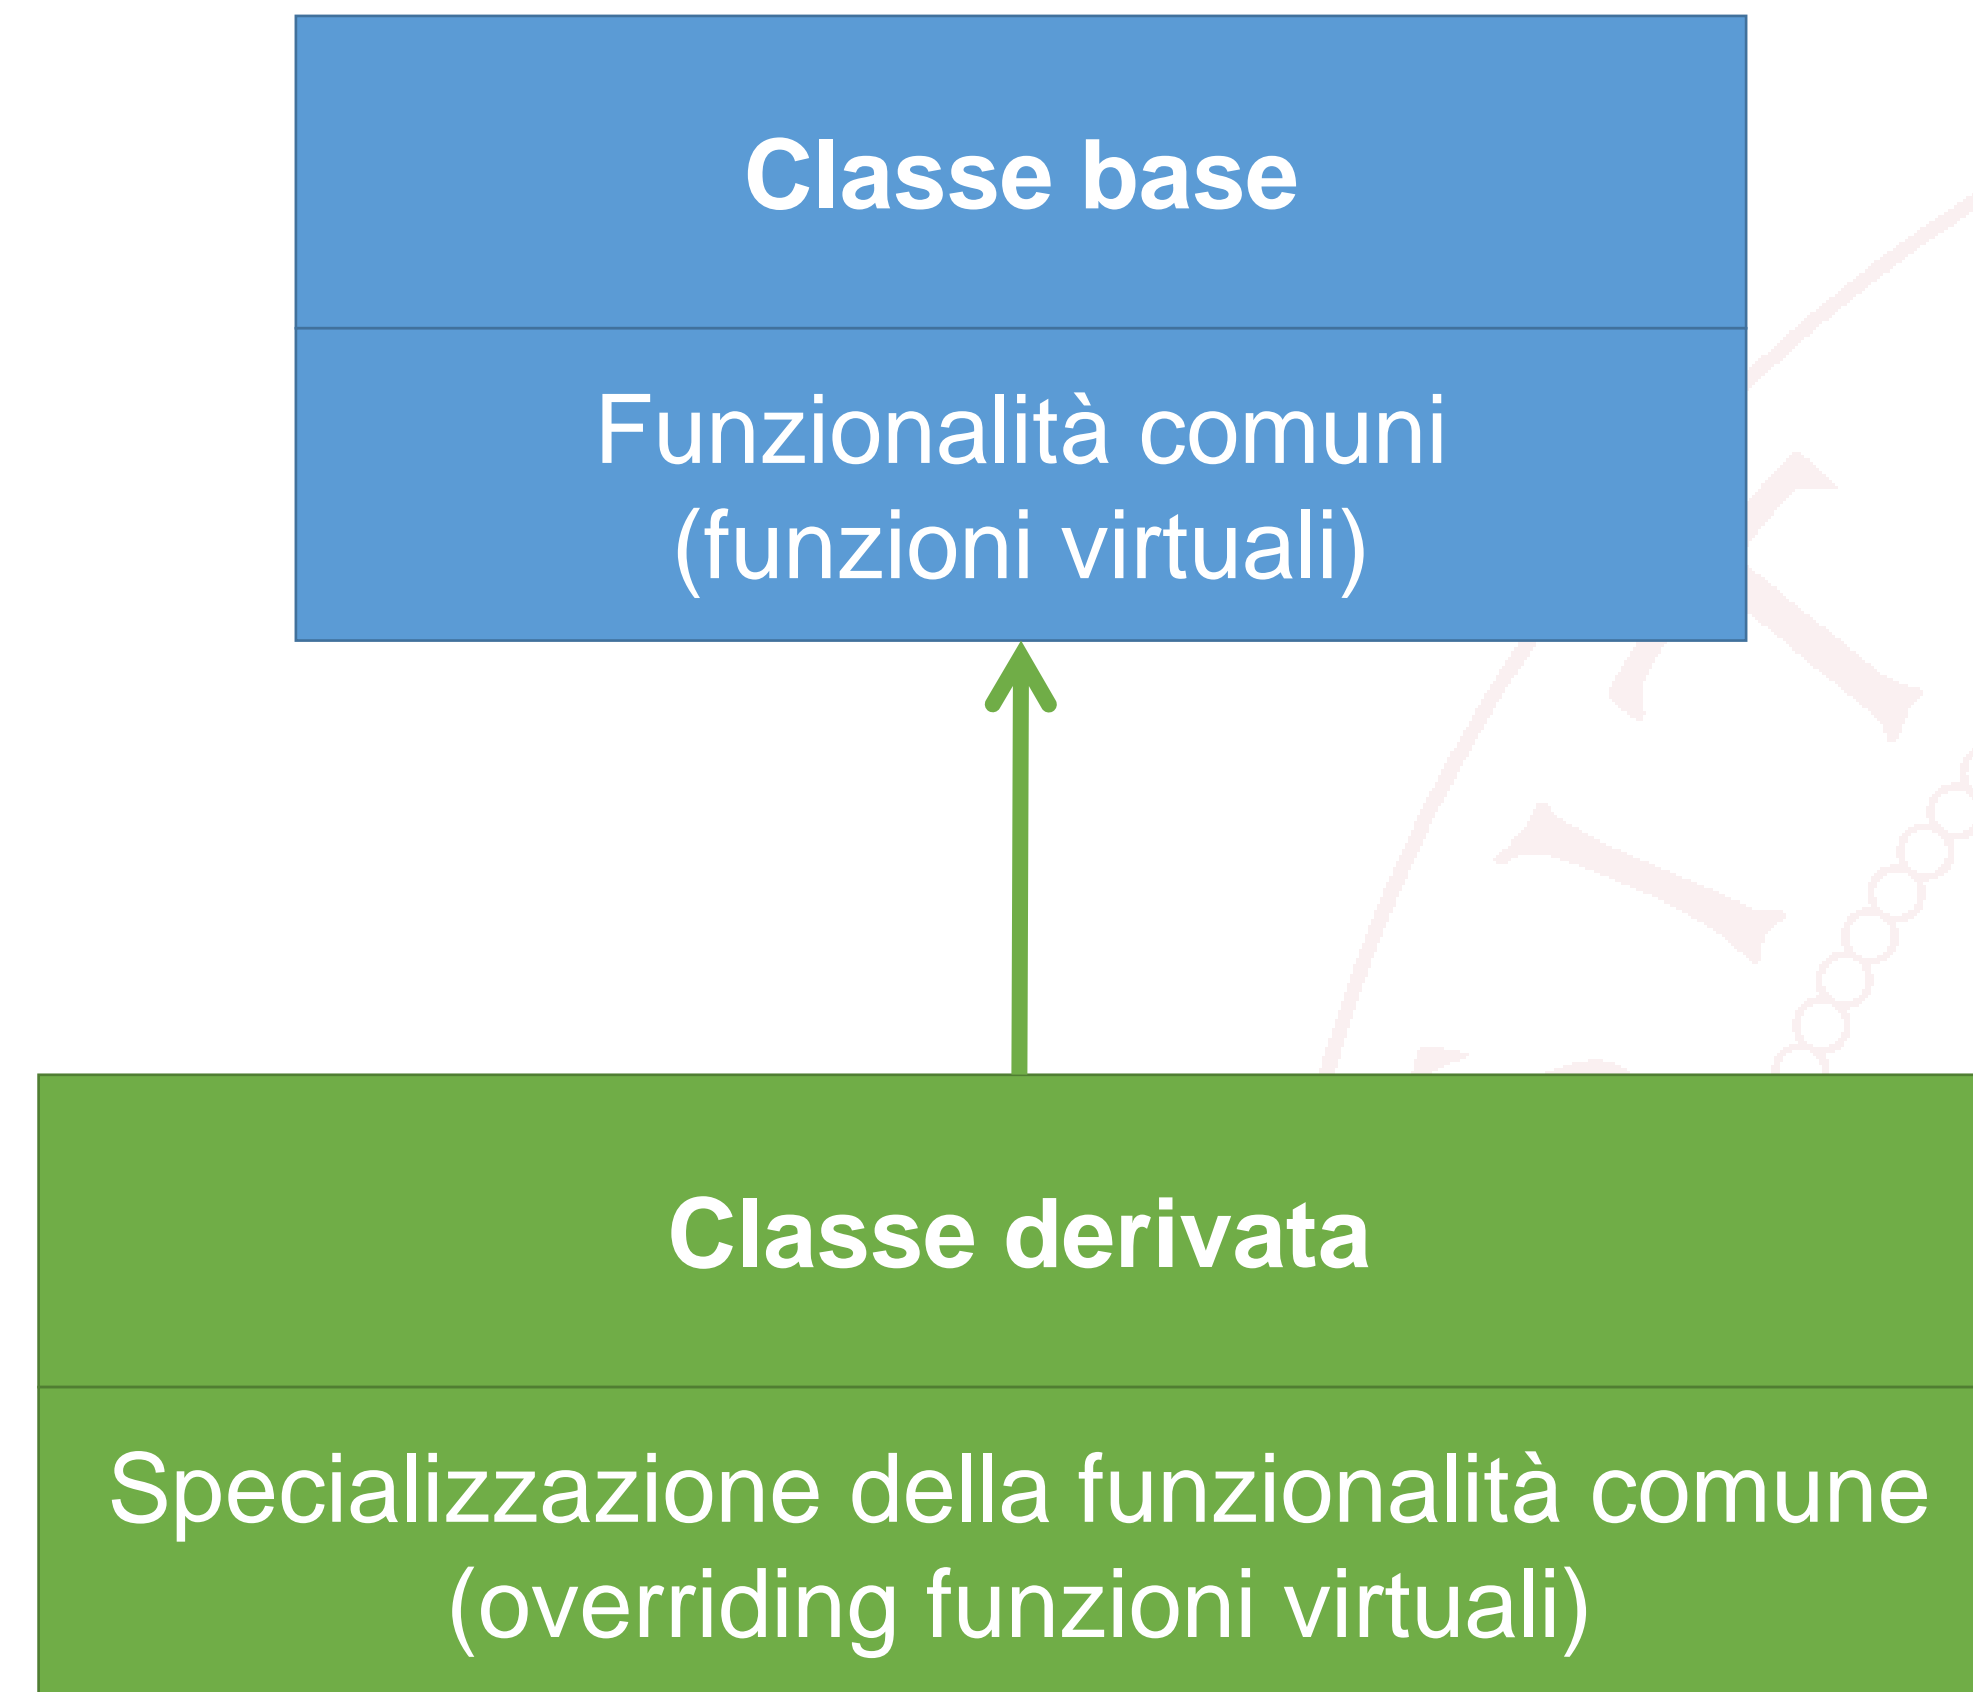 Classe base
Funzionalità comuni
(funzioni virtuali)
Classe derivata
Specializzazione della funzionalità comune
(overriding funzioni virtuali)